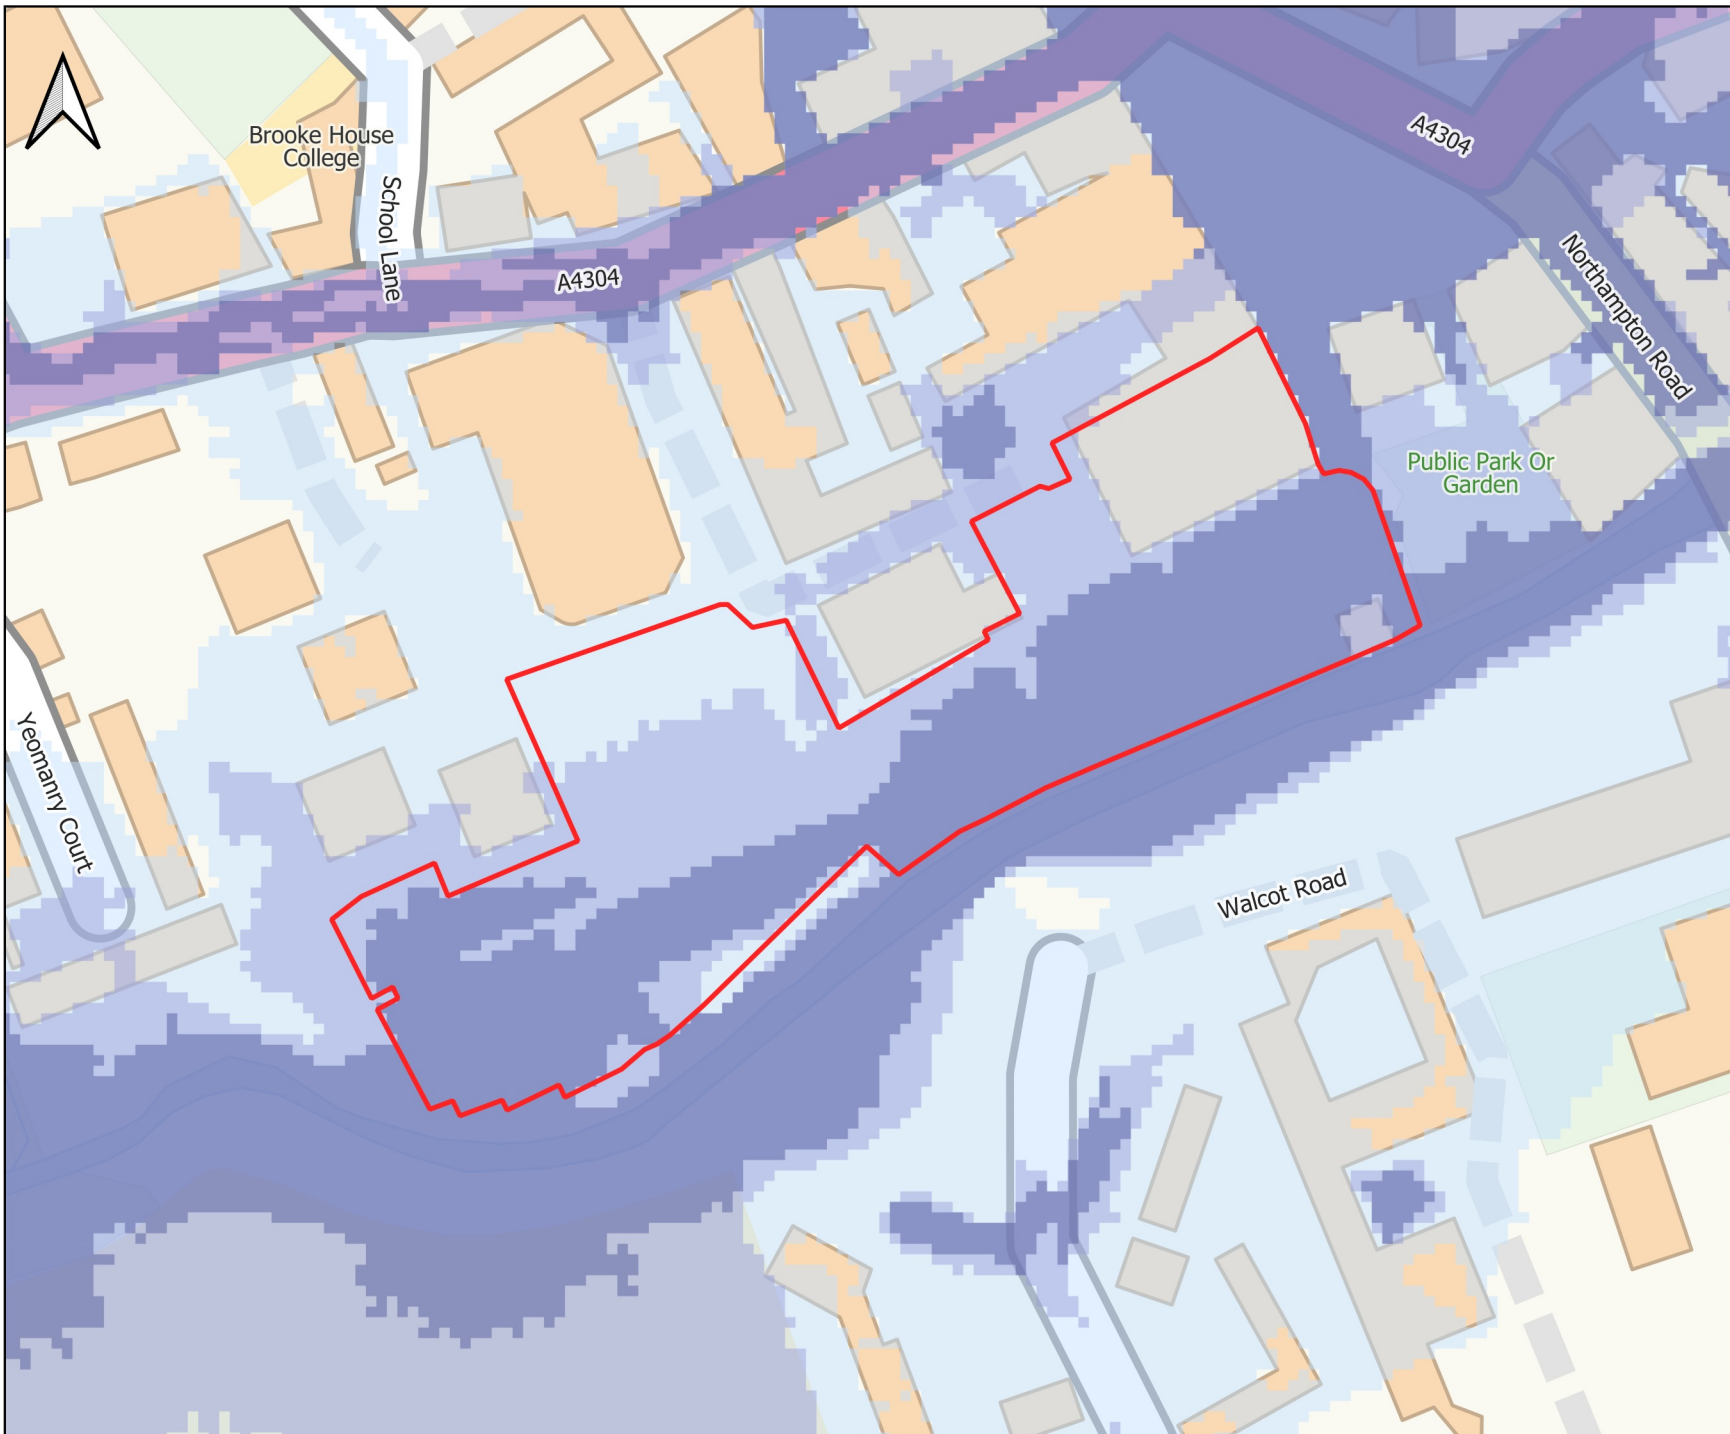 Brooke House
College
School Lane
A4304
A4304
Northampton Road
Public Park Or
Garden
Yeomanry Court
Walcot Road